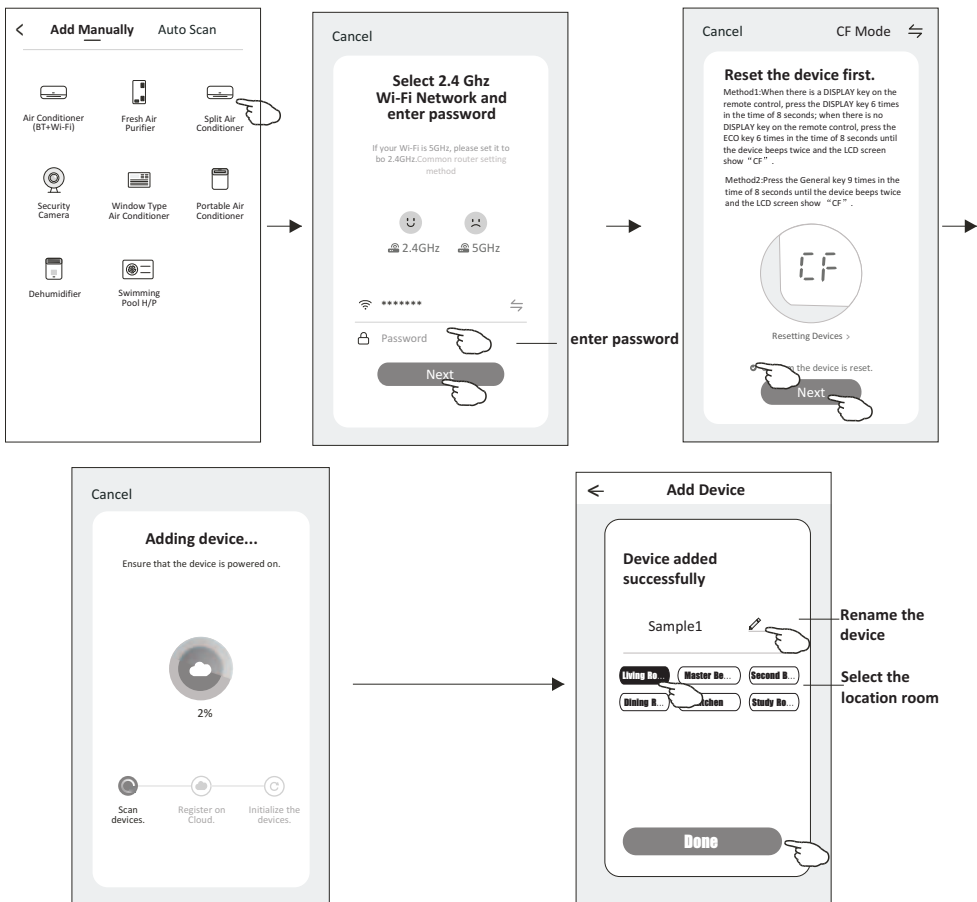 Add Manually Auto Scan
Air Conditioner
(BT+Wi-Fi)
Fresh Air
Purifier
Split Air
Conditioner
Security
Camera
Window Type
Air Conditioner
Portable Air
Conditioner
Dehumidifier
Swimming
Pool H/P
Cancel
Select 2.4 Ghz
Wi-Fi Network and
enter password
If your Wi-Fi is 5GHz, please set it to
bo 2.4GHz.Common router setting
method
2.4GHz 5GHz
*******
Password
Next
enter password
Cancel CF Mode
Reset the device first.
Method1:When there is a DISPLAY key on the
remote control, press the DISPLAY key 6 times
in the time of 8 seconds; when there is no
DISPLAY key on the remote control, press the
ECO key 6 times in the time of 8 seconds until
the device beeps twice and the LCD screen
show “CF”.
Method2:Press the General key 9 times in the
time of 8 seconds until the device beeps twice
and the LCD screen show “CF”.
CF
Resetting Devices >
the device is reset.
Next
Cancel
Adding device...
Ensure that the device is powered on.
2%
Scan
devices.
Register on
Cloud.
Initialize the
devices.
Add Device
Device added
successfully
Sample1
Rename the
device
Living Ro... Master Be... Second B...
Dining R... Study Ro...
Select the
location room
Done